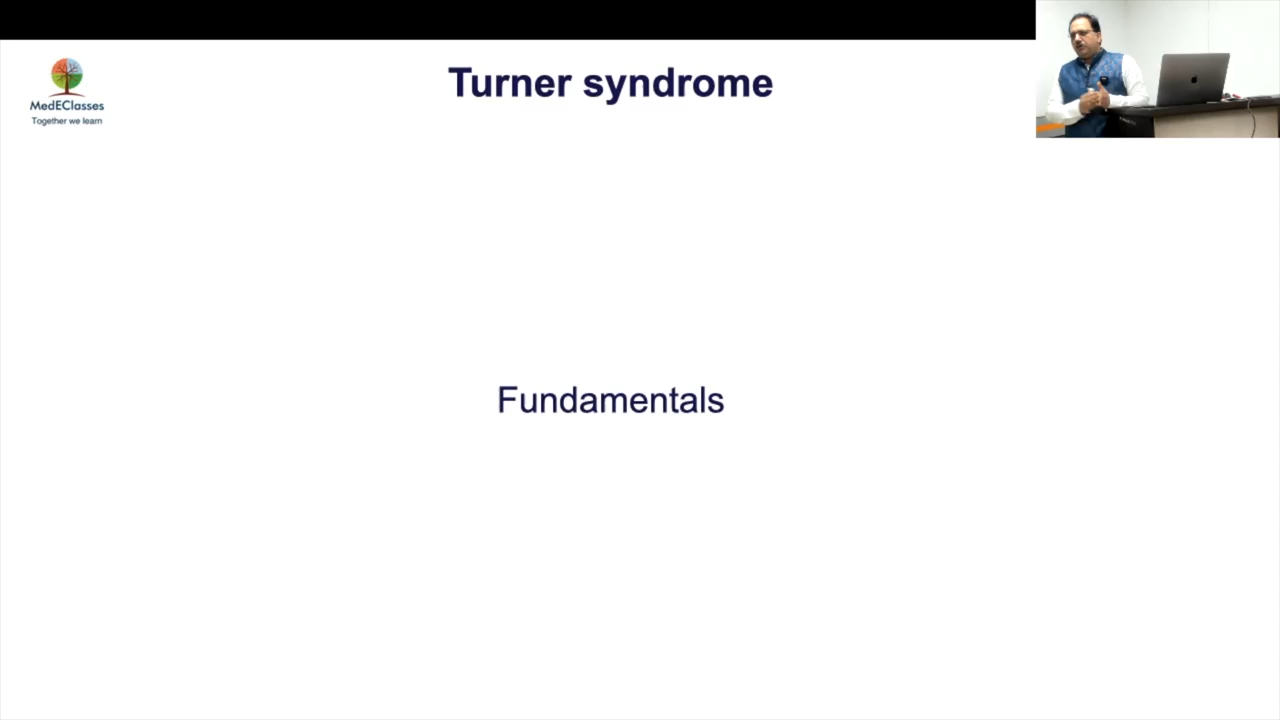 Turner syndrome
MedEClasses
Together we learn
Fundamentals